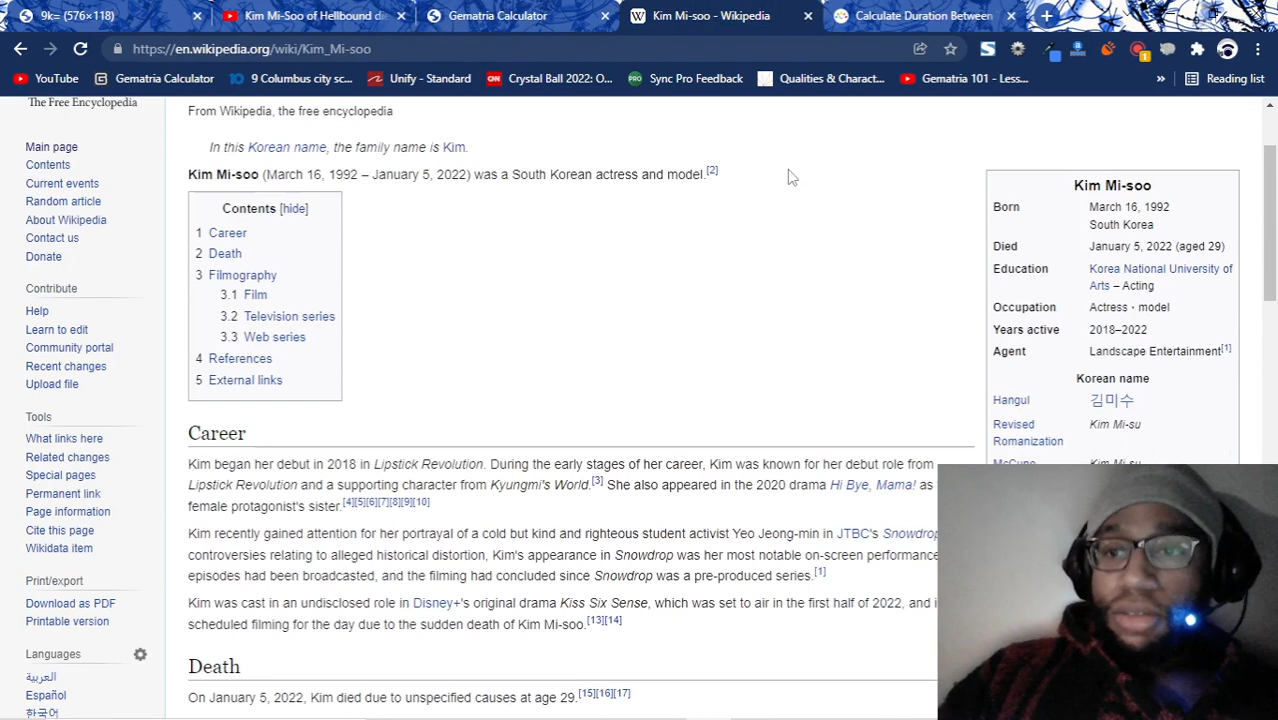 9k= (576×118)
Kim Mi-Soo of Hellbound di
Gematria Calculator
Kim Mi-soo - Wikipedia
Calculate Duration Between
https://en.wikipedia.org/wiki/Kim_Mi-soo
YouTube
Gematria Calculator
9 Columbus city sc...
Unify - Standard
Crystal Ball 2022: O...
Sync Pro Feedback
Qualities & Charact...
Gematria 101 - Less...
»
Reading list
The Free Encyclopedia
Main page
Contents
Current events
Random article
About Wikipedia
Contact us
Donate
Contribute
Help
Learn to edit
Community portal
Recent changes
Upload file
Tools
What links here
Related changes
Special pages
Permanent link
Page information
Cite this page
Wikidata item
Print/export
Download as PDF
Printable version
Languages
العربية
Español
한국어
From Wikipedia, the free encyclopedia
In this Korean name, the family name is Kim.
Kim Mi-soo (March 16, 1992 – January 5, 2022) was a South Korean actress and model.[2]
Contents [hide]
1 Career
2 Death
3 Filmography
3.1 Film
3.2 Television series
3.3 Web series
4 References
5 External links
Career
Kim began her debut in 2018 in Lipstick Revolution. During the early stages of her career, Kim was known for her debut role from
Lipstick Revolution and a supporting character from Kyungmi's World.[3] She also appeared in the 2020 drama Hi Bye, Mama! as
female protagonist's sister.[4][5][6][7][8][9][10]
Kim recently gained attention for her portrayal of a cold but kind and righteous student activist Yeo Jeong-min in JTBC's Snowdrop
controversies relating to alleged historical distortion, Kim's appearance in Snowdrop was her most notable on-screen performance
episodes had been broadcasted, and the filming had concluded since Snowdrop was a pre-produced series.[1]
Kim was cast in an undisclosed role in Disney+'s original drama Kiss Six Sense, which was set to air in the first half of 2022, and i
scheduled filming for the day due to the sudden death of Kim Mi-soo.[13][14]
Death
On January 5, 2022, Kim died due to unspecified causes at age 29.[15][16][17]
Kim Mi-soo
Born March 16, 1992
South Korea
Died January 5, 2022 (aged 29)
Education Korea National University of
Arts – Acting
Occupation Actress · model
Years active 2018–2022
Agent Landscape Entertainment[1]
Korean name
Hangul 김미수
Revised Kim Mi-su
Romanization